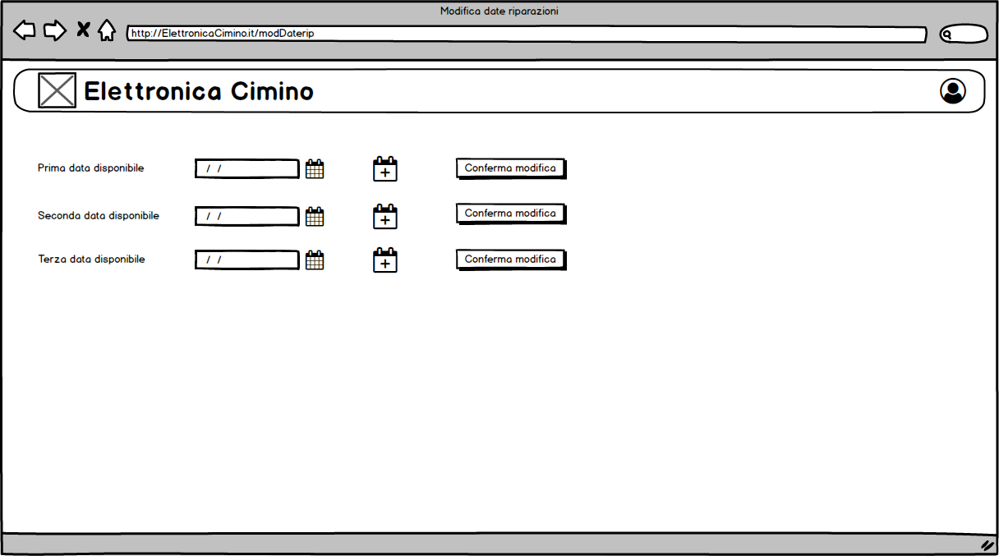 Modifica date riparazioni
http://ElettronicaCimino.it/modDaterip
Elettronica Cimino
Prima data disponibile / / Conferma modifica
Seconda data disponibile / / Conferma modifica
Terza data disponibile / / Conferma modifica